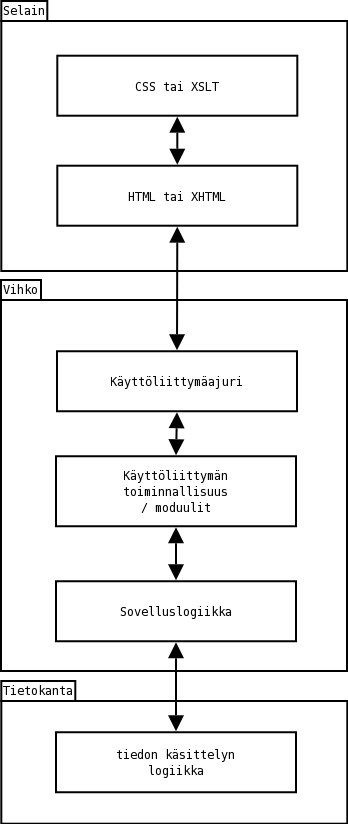 Selain
CSS tai XSLT
HTML tai XHTML
Vihko
Käyttöliittymäajuri
Käyttöliittymän
toiminnallisuus
/ moduulit
Sovelluslogiikka
Tietokanta
tiedon käsittelyn
logiikka